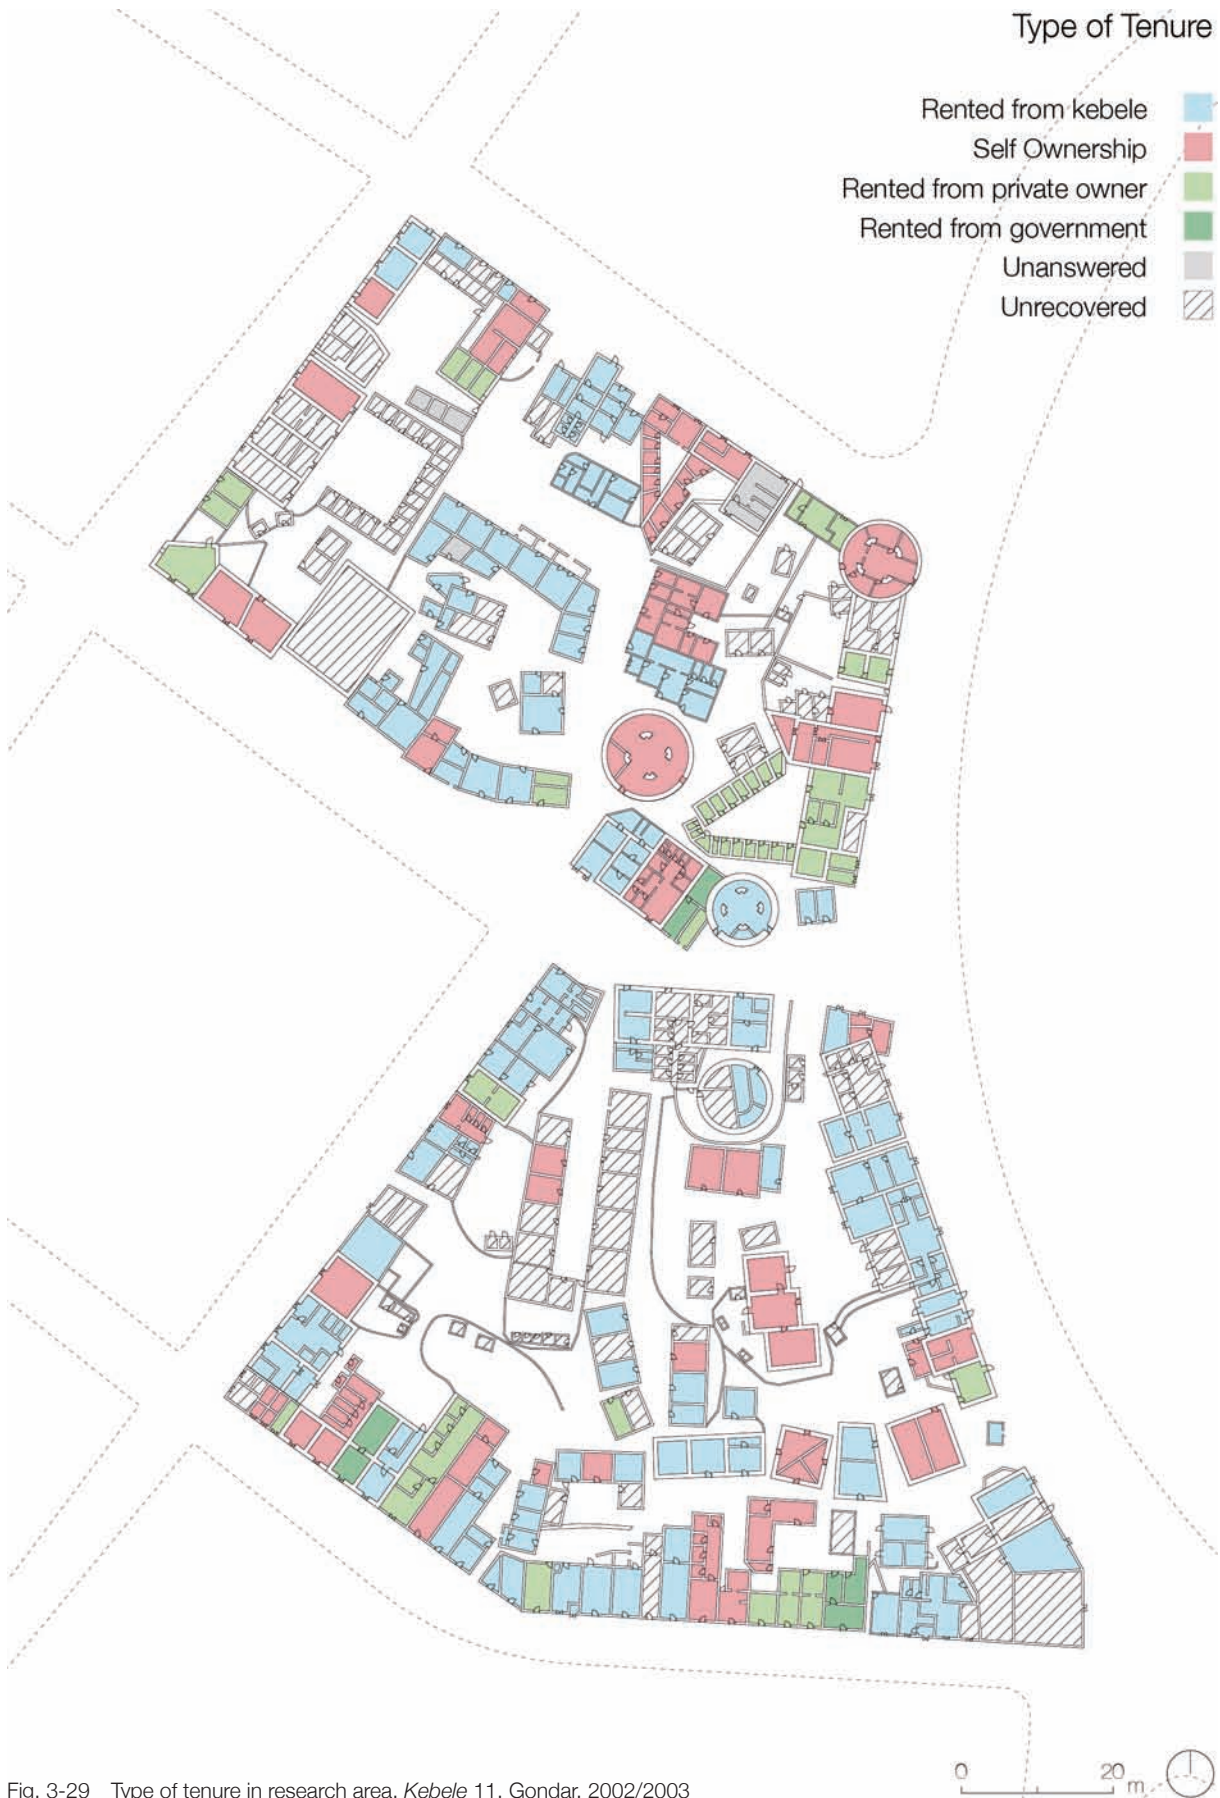 Type of Tenure
Rented from kebele
Self Ownership
Rented from private owner
Rented from government
Unanswered
Unrecovered
0 20 m
Fig. 3-29 Type of tenure in research area, Kebele 11, Gondar, 2002/2003